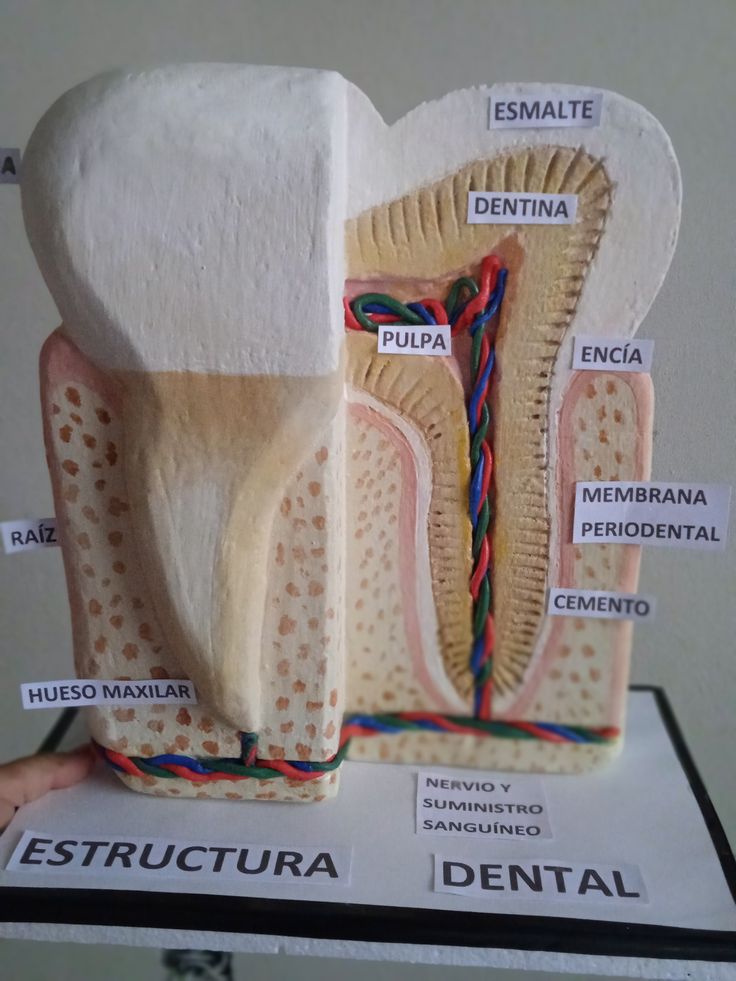 ESMALTE
A
DENTINA
PULPA
ENCÍA
MEMBRANA
PERIODENTAL
RAÍZ
CEMENTO
HUESO MAXILAR
NERVIO Y
SUMINISTRO
SANGUÍNEO
ESTRUCTURA DENTAL